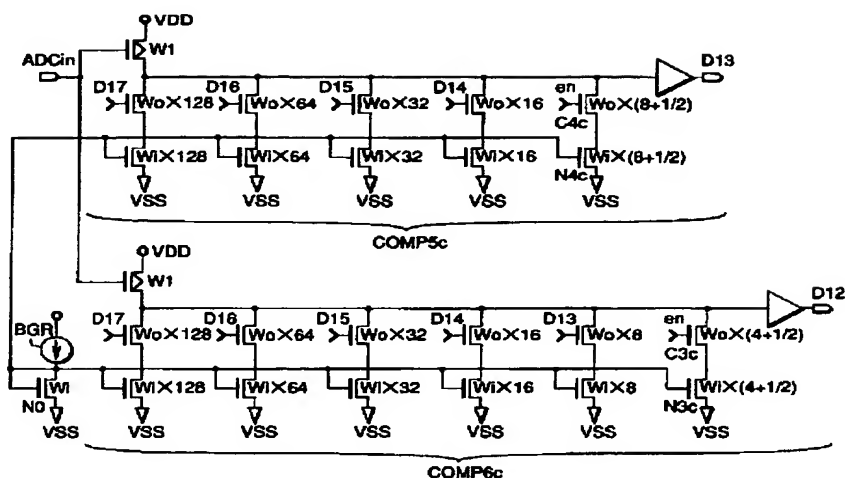 VDD
ADCin
W1
D13
D17
D16
D15
D14
en
Wo×128
Wo×64
Wo×32
Wo×16
C4c
Wo×(8+1/2)
Wi×128
Wi×64
Wi×32
Wi×16
Wi×(8+1/2)
N4c
VSS
VSS
VSS
VSS
VSS
COMP5c
VDD
W1
D12
BGR
D17
D16
D15
D14
D13
en
Wo×128
Wo×64
Wo×32
Wo×16
Wo×8
C3c
Wo×(4+1/2)
Wi
Wi×128
Wi×64
Wi×32
Wi×16
Wi×8
Wi×(4+1/2)
N0
N3c
VSS
VSS
VSS
VSS
VSS
VSS
VSS
COMP6c